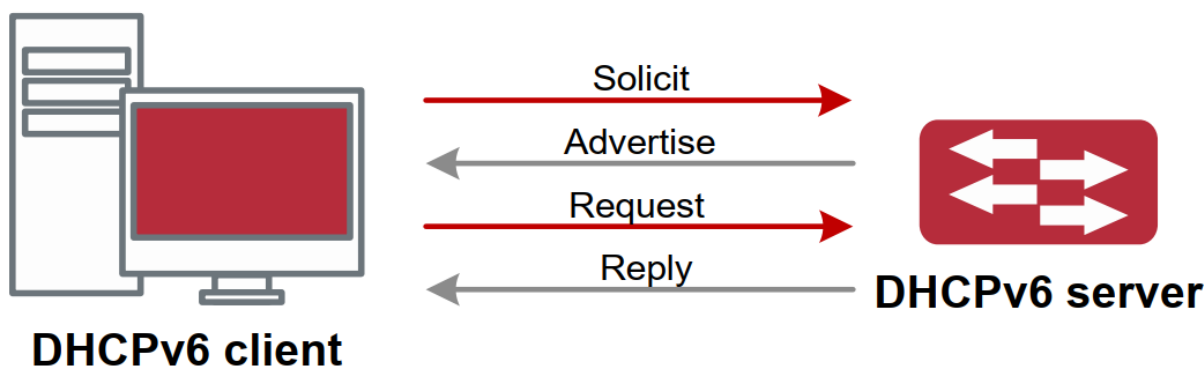 Solicit
Advertise
Request
Reply
DHCPv6 server
DHCPv6 client